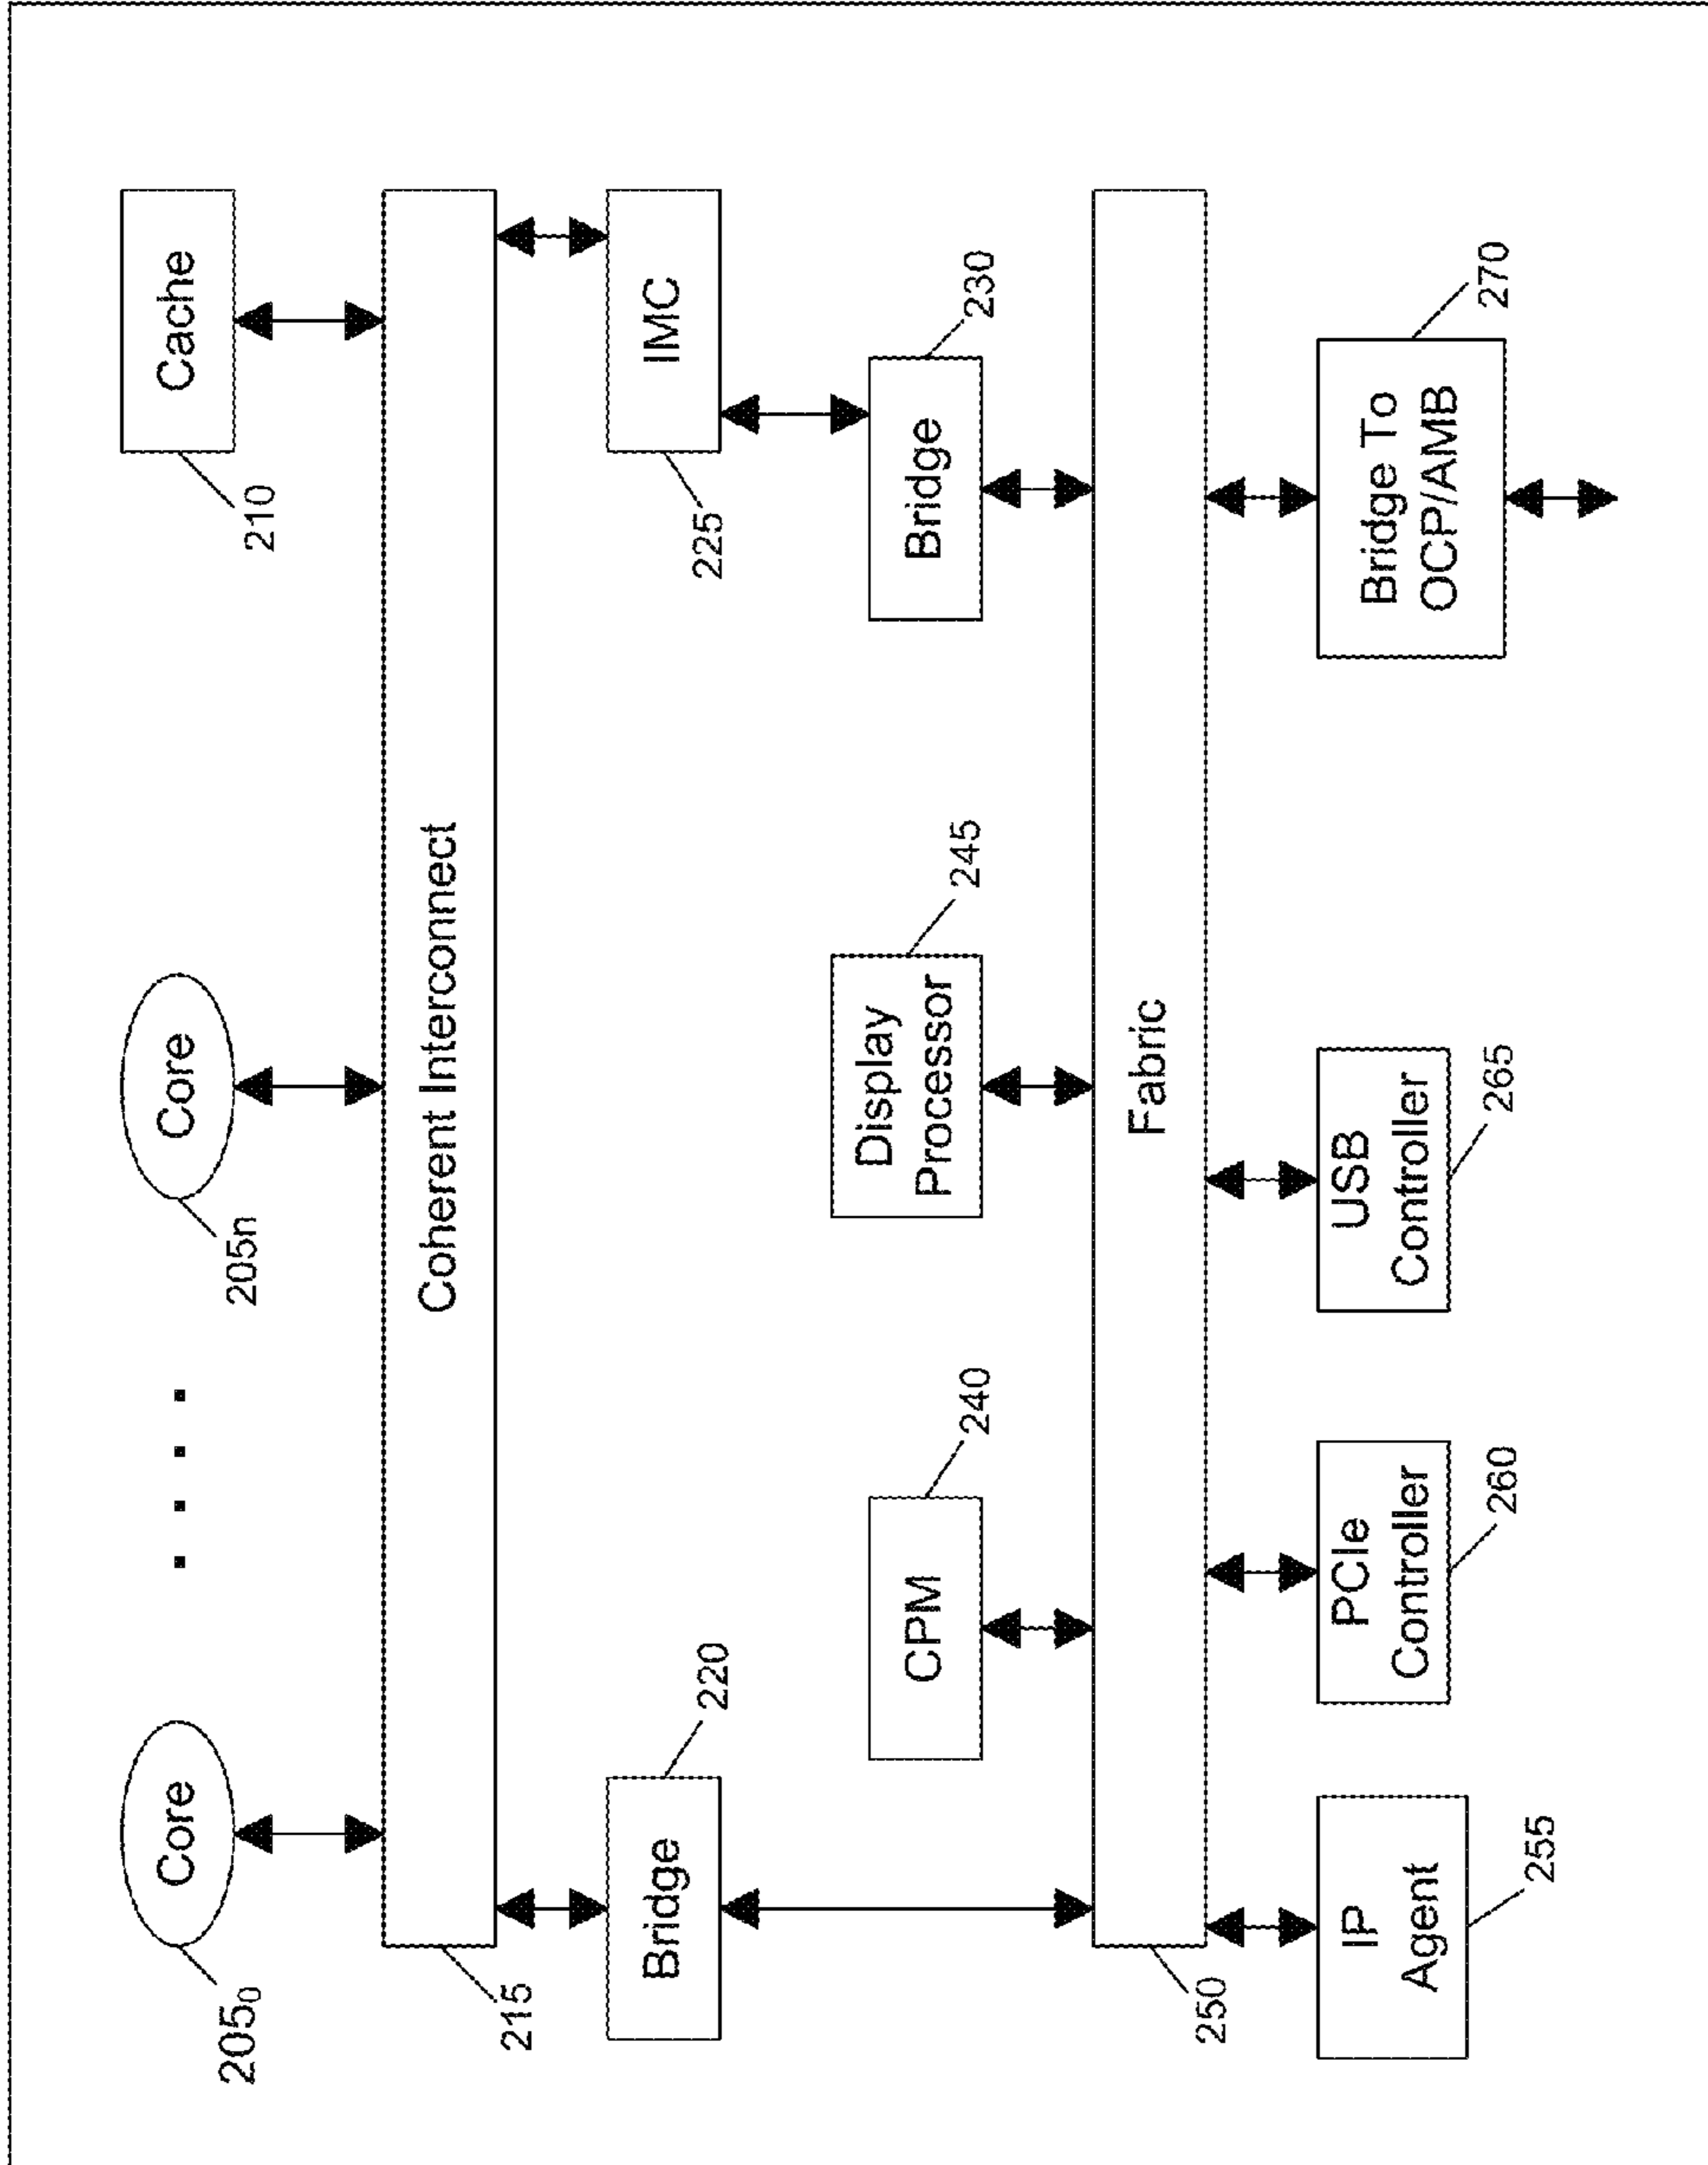 Core
Core
Cache
205₀
205n
210
Coherent Interconnect
215
Bridge
220
IMC
225
Bridge
230
CPM
240
Display
Processor
245
Fabric
250
IP
Agent
255
PCIe
Controller
260
USB
Controller
265
Bridge To
OCP/AMB
270